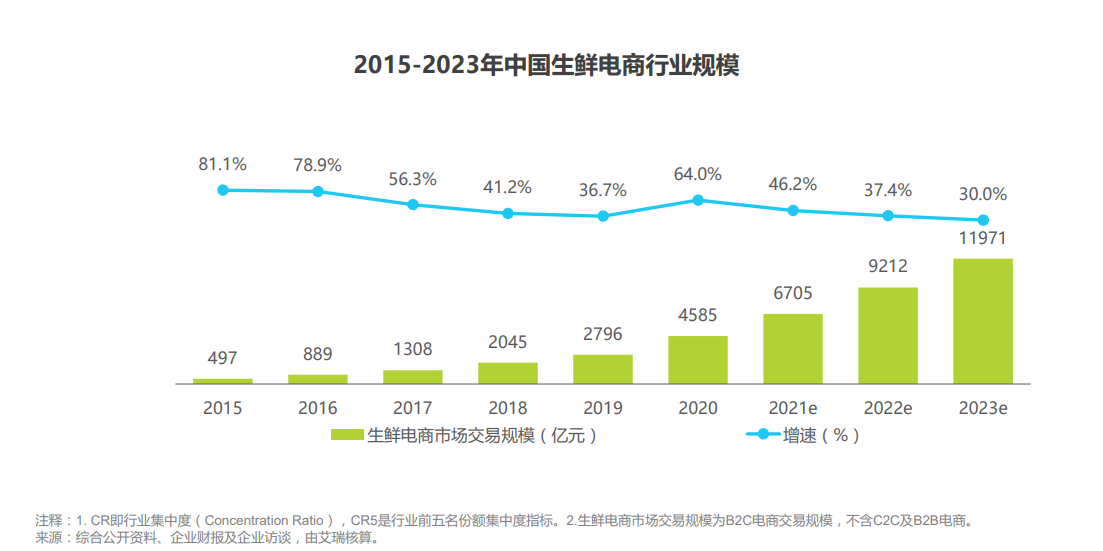 2015-2023年中国生鲜电商行业规模
81.1% 78.9% 56.3% 41.2% 36.7% 64.0% 46.2% 37.4% 30.0%
497 889 1308 2045 2796 4585 6705 9212 11971
2015 2016 2017 2018 2019 2020 2021e 2022e 2023e
生鲜电商市场交易规模（亿元） 增速（%）
注释：1. CR即行业集中度（Concentration Ratio），CR5是行业前五名份额集中度指标。2.生鲜电商市场交易规模为B2C电商交易规模，不含C2C及B2B电商。
来源：综合公开资料、企业财报及企业访谈，由艾瑞核算。